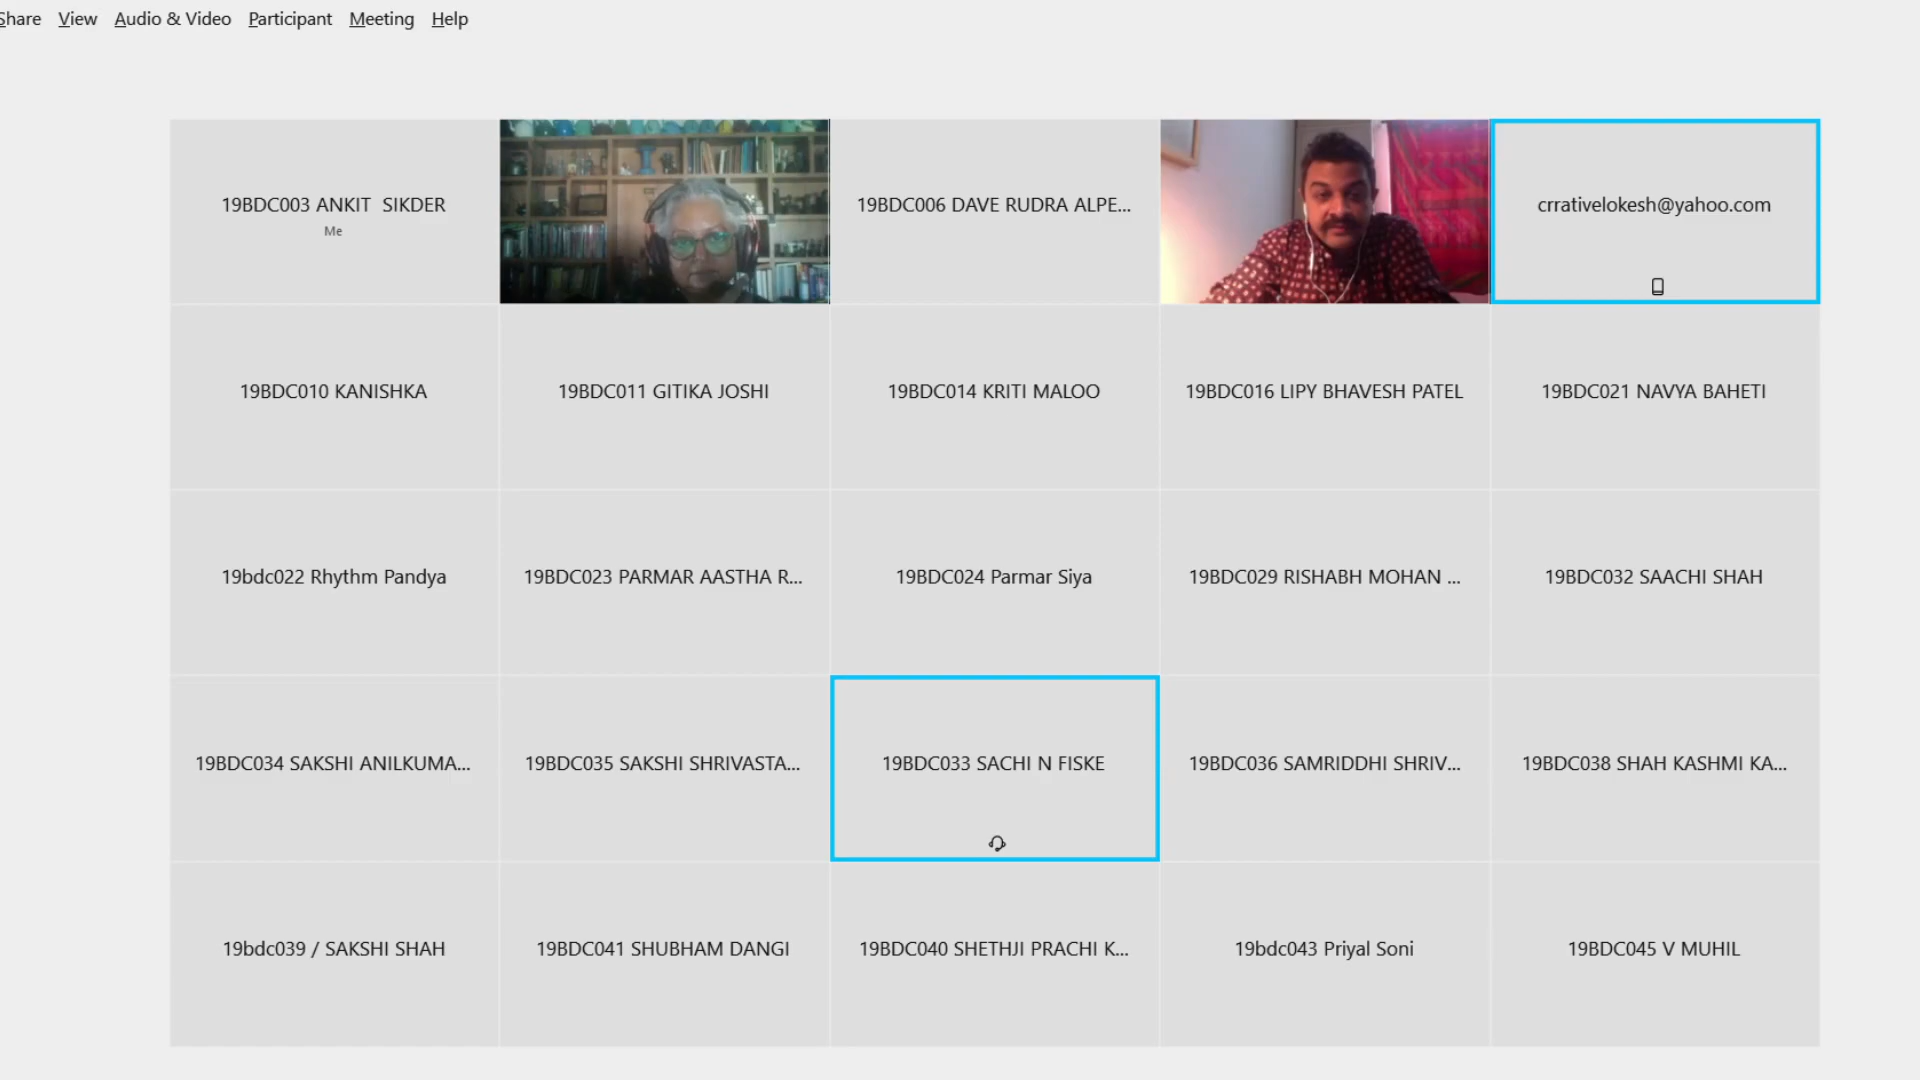 Share View Audio & Video Participant Meeting Help
19BDC003 ANKIT SIKDER
Me
19BDC006 DAVE RUDRA ALPE...
crrativelokesh@yahoo.com
19BDC010 KANISHKA
19BDC011 GITIKA JOSHI
19BDC014 KRITI MALOO
19BDC016 LIPY BHAVESH PATEL
19BDC021 NAVYA BAHETI
19bdc022 Rhythm Pandya
19BDC023 PARMAR AASTHA R...
19BDC024 Parmar Siya
19BDC029 RISHABH MOHAN ...
19BDC032 SAACHI SHAH
19BDC034 SAKSHI ANILKUMA...
19BDC035 SAKSHI SHRIVASTA...
19BDC033 SACHI N FISKE
19BDC036 SAMRIDDHI SHRIV...
19BDC038 SHAH KASHMI KA...
19bdc039 / SAKSHI SHAH
19BDC041 SHUBHAM DANGI
19BDC040 SHETHJI PRACHI K...
19bdc043 Priyal Soni
19BDC045 V MUHIL